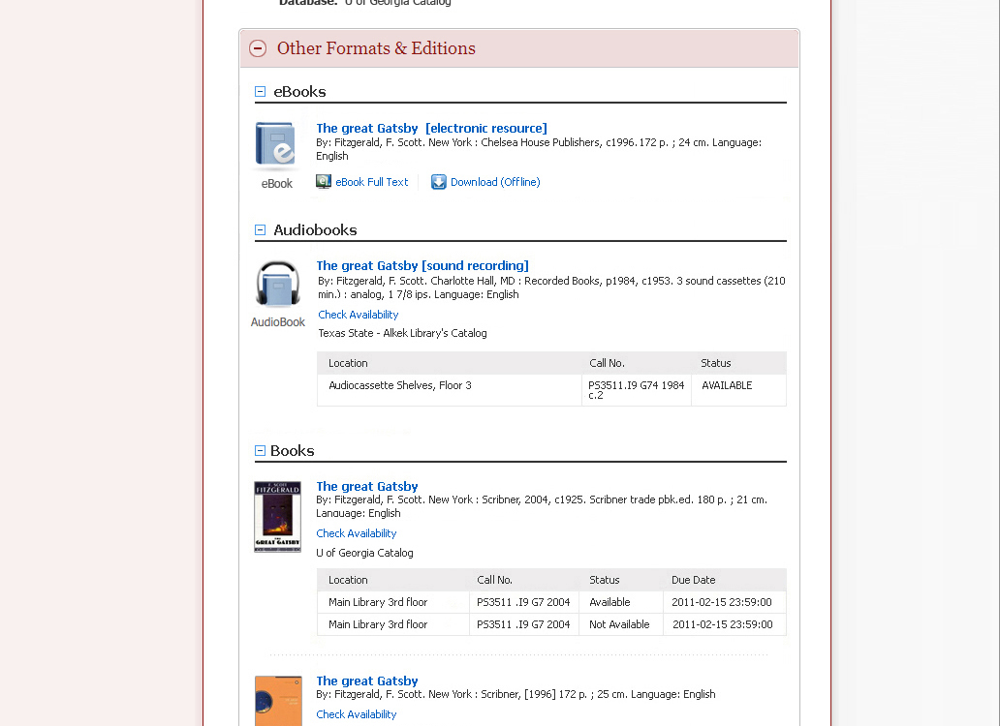 Database: U of Georgia Catalog
Other Formats & Editions
eBooks
The great Gatsby [electronic resource]
By: Fitzgerald, F. Scott. New York : Chelsea House Publishers, c1996. 172 p. ; 24 cm. Language:
English
eBook
eBook Full Text
Download (Offline)
Audiobooks
The great Gatsby [sound recording]
By: Fitzgerald, F. Scott. Charlotte Hall, MD : Recorded Books, p1984, c1953. 3 sound cassettes (210
min.) : analog, 1 7/8 ips. Language: English
AudioBook
Check Availability
Texas State - Alkek Library's Catalog
Location Call No. Status
Audiocassette Shelves, Floor 3 PS3511.I9 G74 1984 AVAILABLE
c.2
Books
The great Gatsby
By: Fitzgerald, F. Scott. New York : Scribner, 2004, c1925. Scribner trade pbk.ed. 180 p. ; 21 cm.
Language: English
F. SCOTT
FITZGERALD
THE
GREAT GATSBY
Check Availability
U of Georgia Catalog
Location Call No. Status Due Date
Main Library 3rd floor PS3511 .I9 G7 2004 Available 2011-02-15 23:59:00
Main Library 3rd floor PS3511 .I9 G7 2004 Not Available 2011-02-15 23:59:00
The great Gatsby
By: Fitzgerald, F. Scott. New York : Scribner, [1996] 172 p. ; 25 cm. Language: English
Check Availability